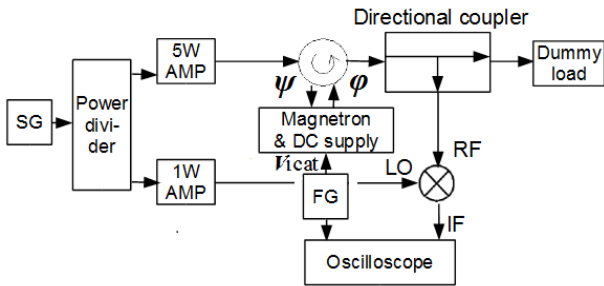 Directional coupler
5W
AMP
Dummy
load
ψ
φ
Power
divi-
der
SG
Magnetron
& DC supply
RF
Vicat
1W
AMP
LO
FG
IF
Oscilloscope